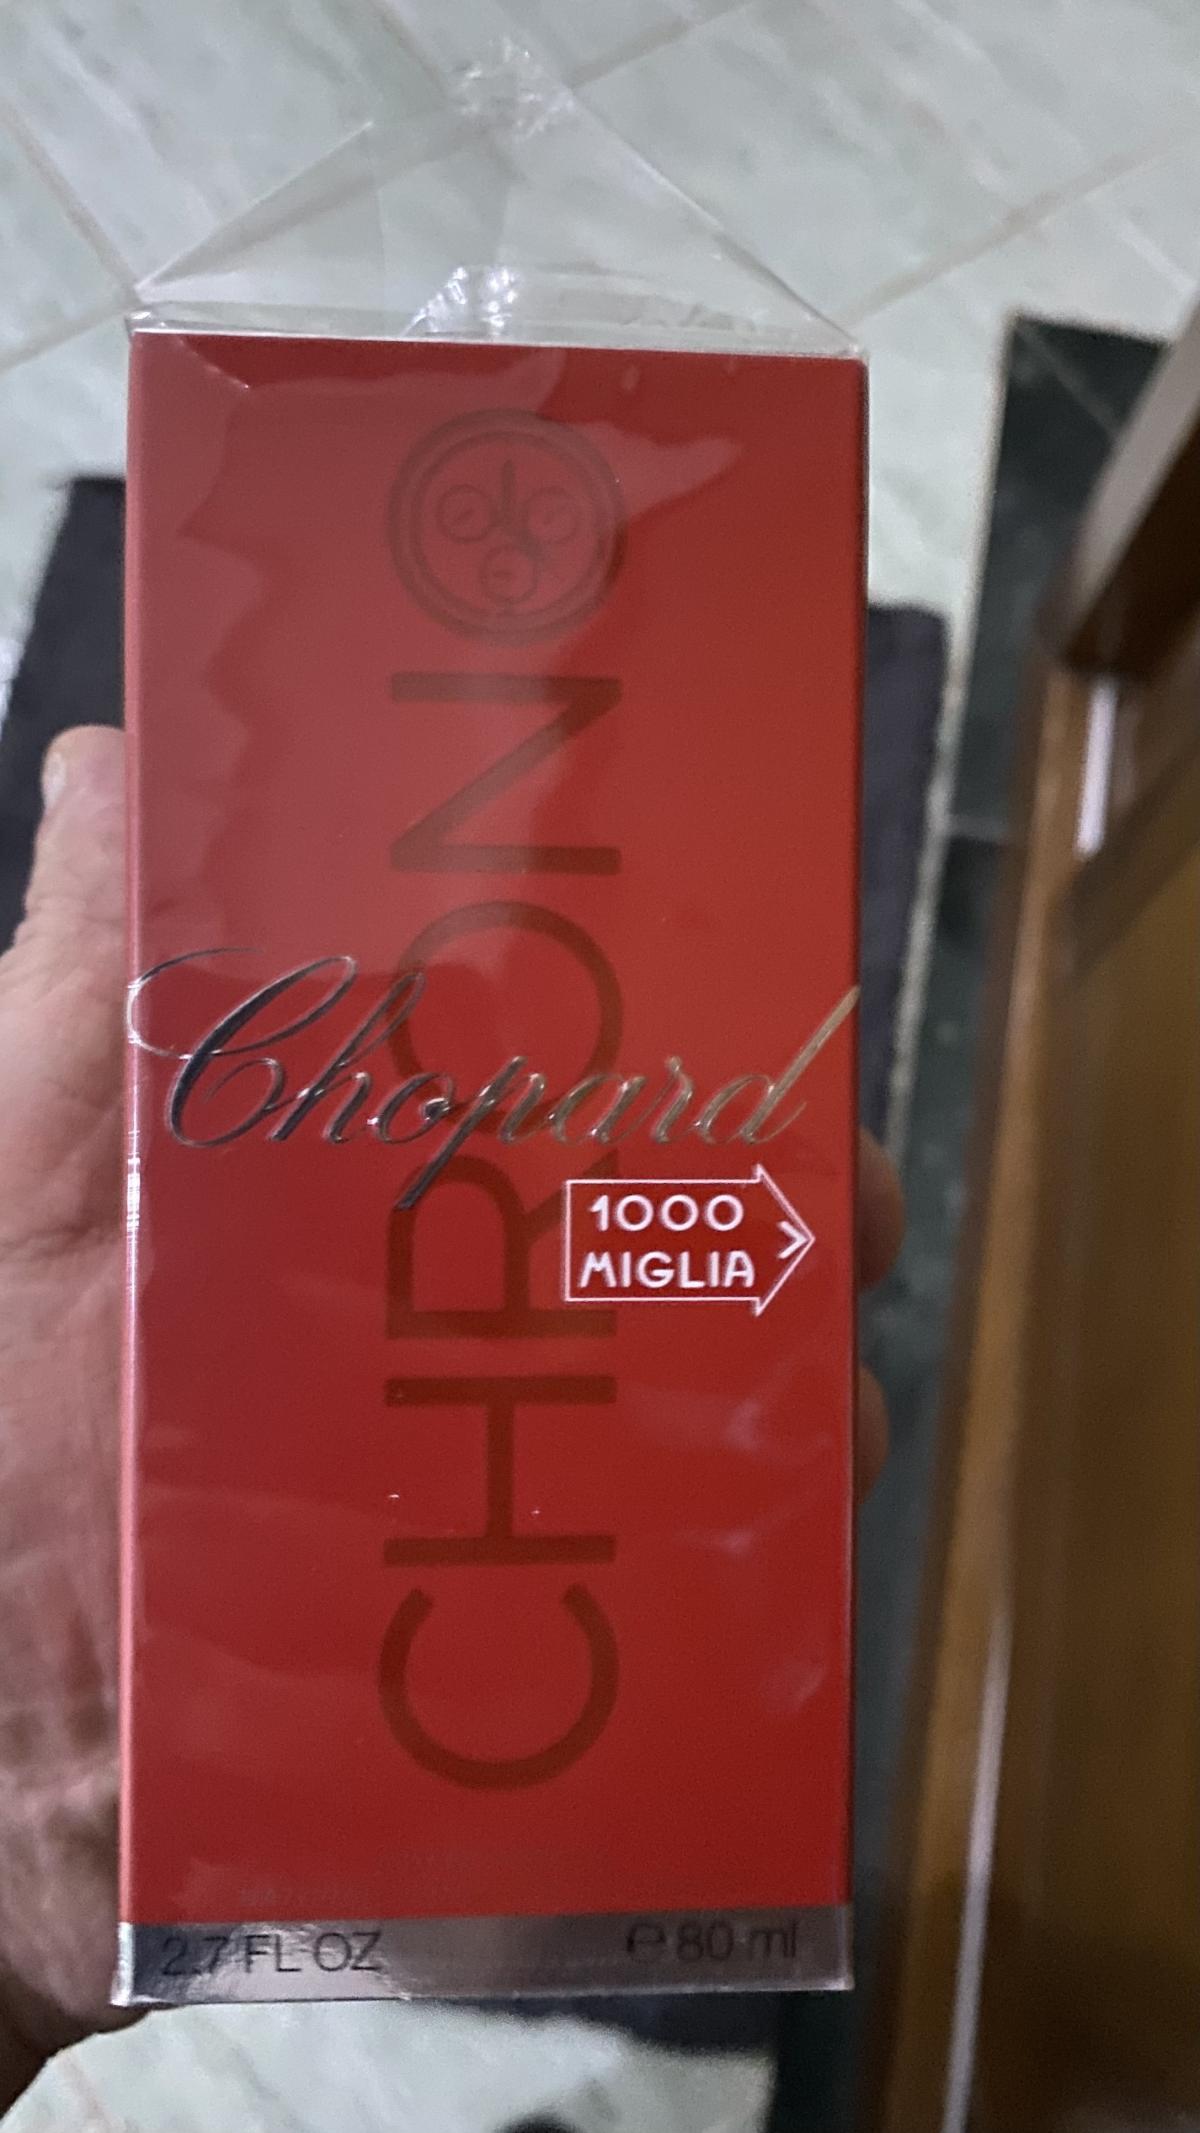 CHRONO
Chopard
1000
MIGLIA
2.7 FL OZ
℮ 80 ml